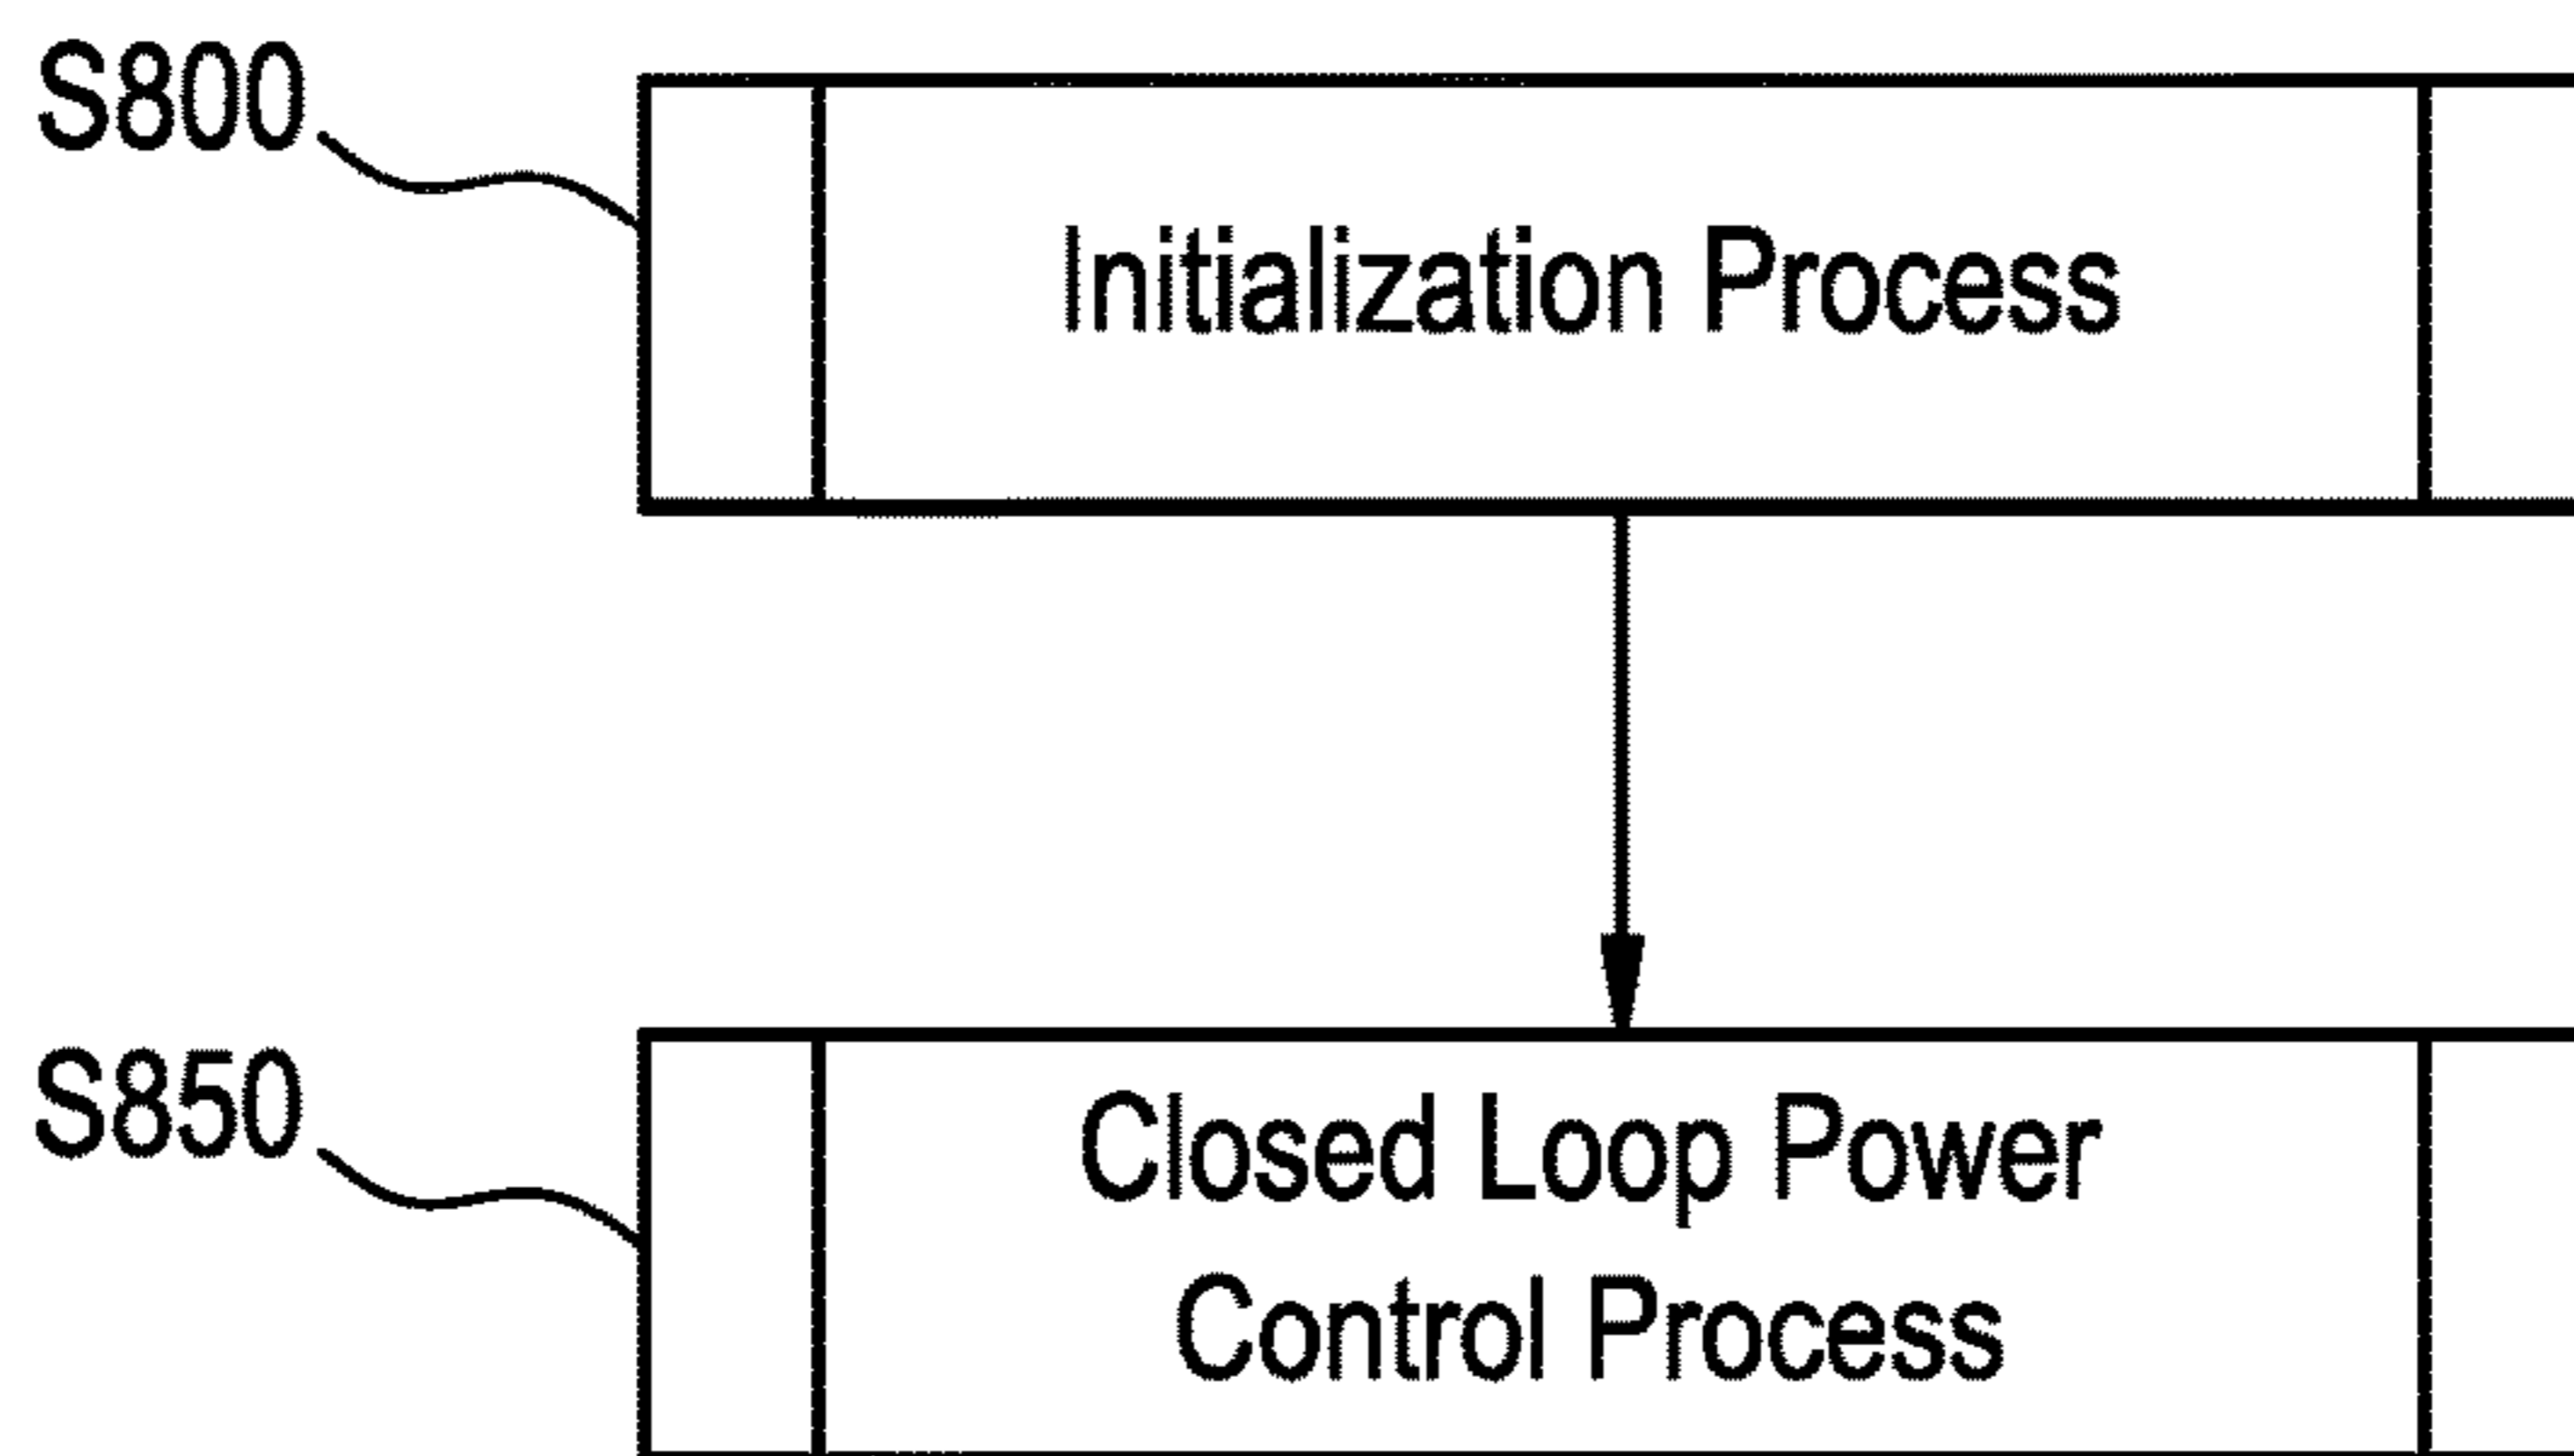 S800
Initialization Process
S850
Closed Loop Power
Control Process